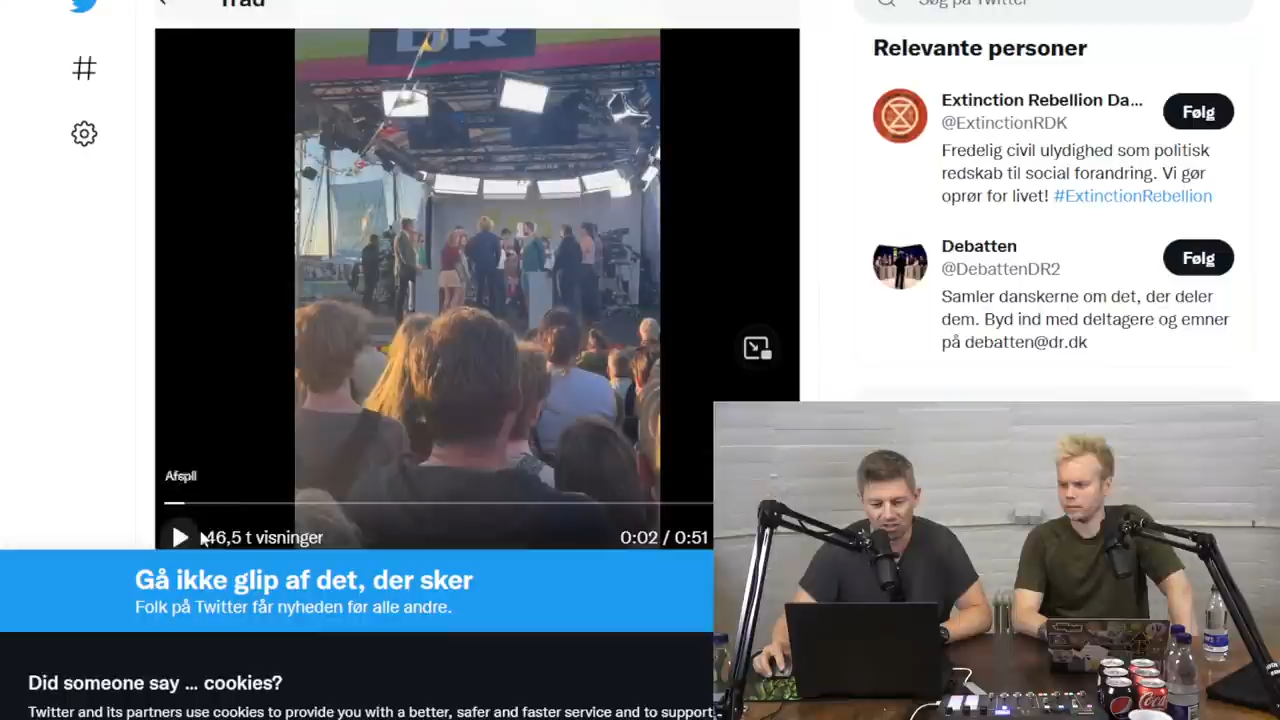 Tråd
Søg på Twitter
Relevante personer
Extinction Rebellion Da...
@ExtinctionRDK
Følg
Fredelig civil ulydighed som politisk
redskab til social forandring. Vi gør
oprør for livet! #ExtinctionRebellion
Debatten
@DebattenDR2
Følg
Samler danskerne om det, der deler
dem. Byd ind med deltagere og emner
på debatten@dr.dk
DR
46,5 t visninger
0:02 / 0:51
Gå ikke glip af det, der sker
Folk på Twitter får nyheden før alle andre.
Did someone say … cookies?
Twitter and its partners use cookies to provide you with a better, safer and faster service and to support